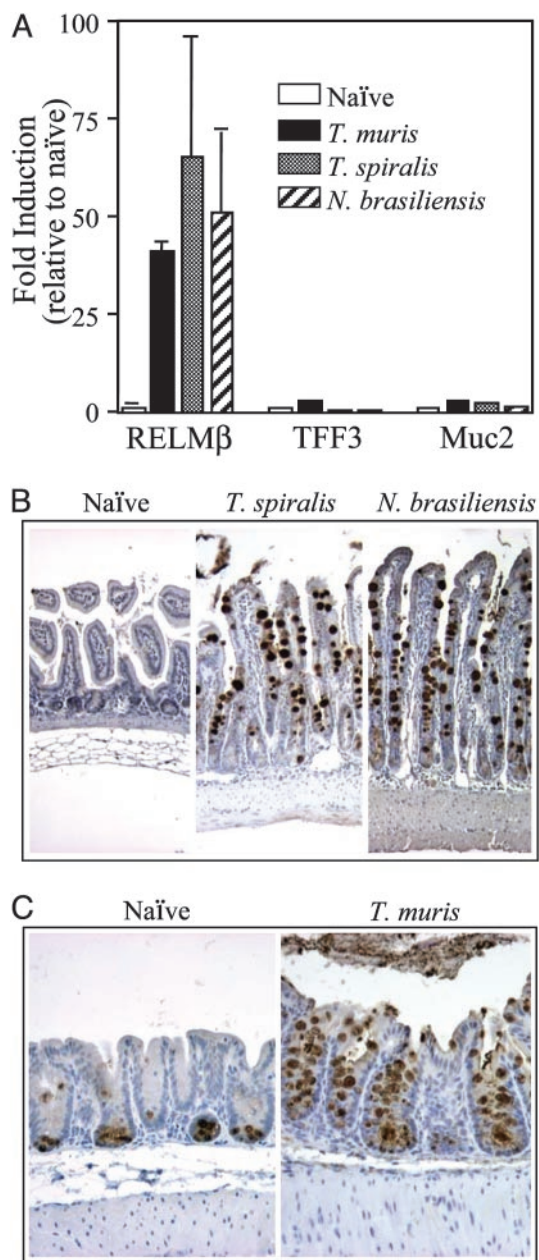 A
100
75
50
25
0
Fold Induction
(relative to naïve)
Naïve
T. muris
T. spiralis
N. brasiliensis
RELMβ TFF3 Muc2
B
Naïve T. spiralis N. brasiliensis
C
Naïve T. muris